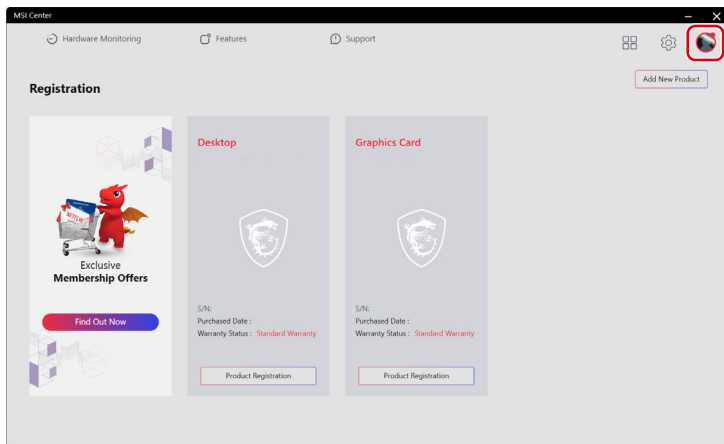 MSI Center
Hardware Monitoring
Features
Support
Add New Product
Registration
Desktop
Graphics Card
NETFLIX
Exclusive
Membership Offers
Find Out Now
S/N:
Purchased Date :
Warranty Status : Standard Warranty
Product Registration
S/N:
Purchased Date :
Warranty Status : Standard Warranty
Product Registration